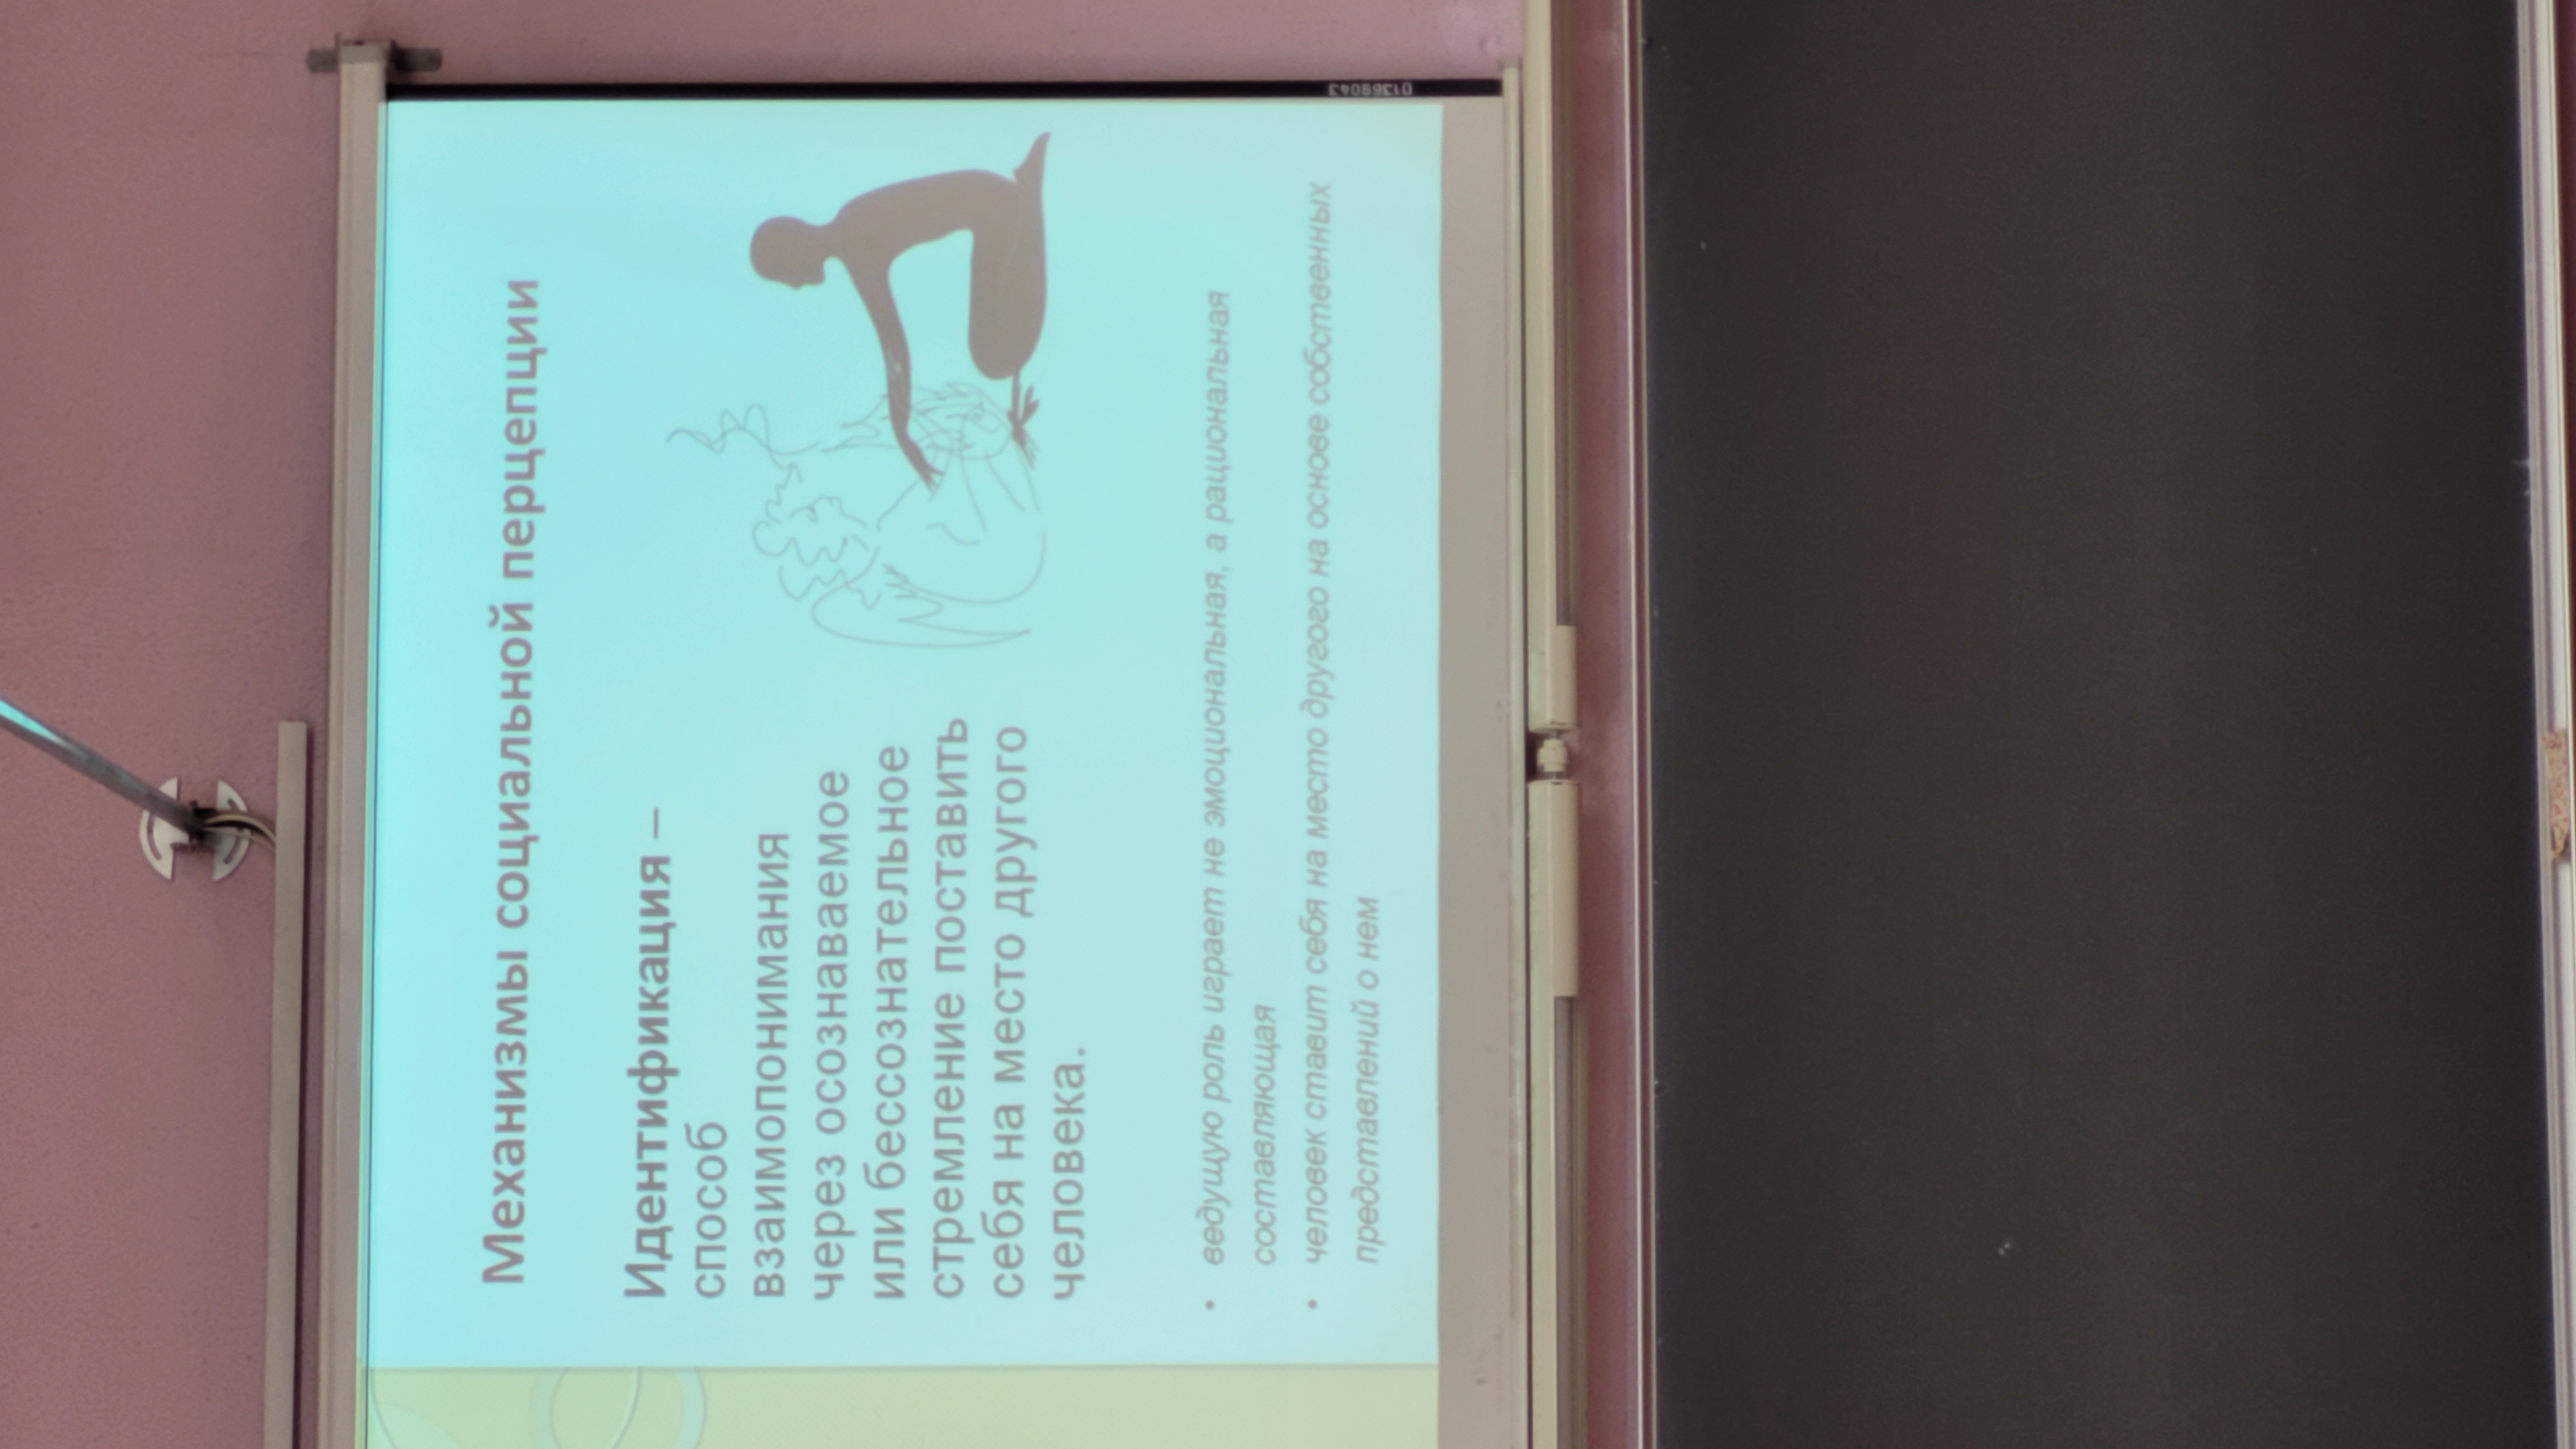 Механизмы социальной перцепции
Идентификация –
способ
взаимопонимания
через осознаваемое
или бессознательное
стремление поставить
себя на место другого
человека.
• ведущую роль играет не эмоциональная, а рациональная
составляющая
• человек ставит себя на место другого на основе собственных
представлений о нем
01369043